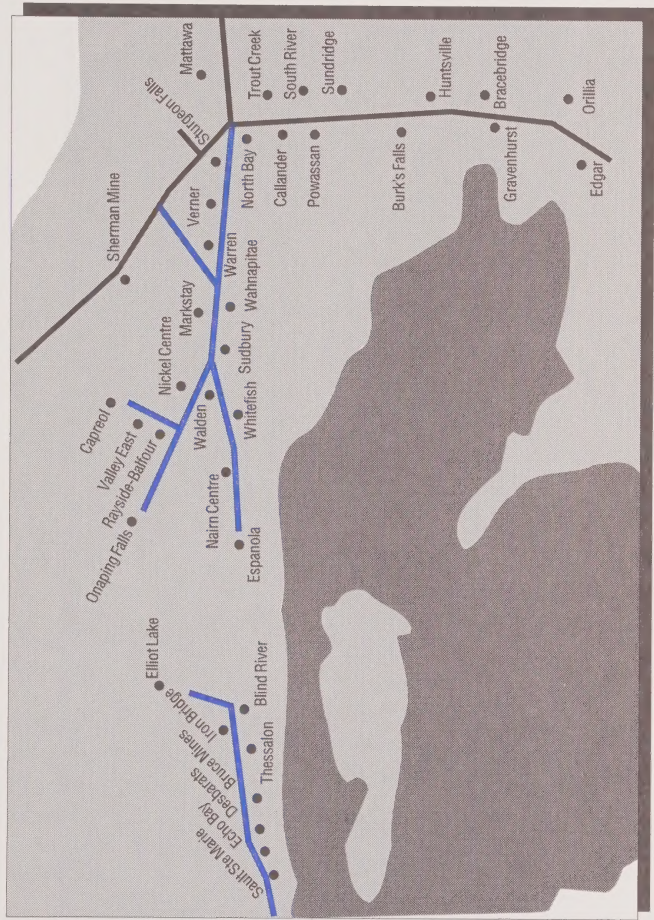 Mattawa
Sturgeon Falls
Trout Creek
South River
Sundridge
Huntsville
Bracebridge
Orillia
Sherman Mine
Verner
North Bay
Callander
Powassan
Burk's Falls
Gravenhurst
Edgar
Warren
Markstay
Wahnapitae
Nickel Centre
Sudbury
Capreol
Valley East
Rayside-Balfour
Onaping Falls
Walden
Whitefish
Nairn Centre
Espanola
Elliot Lake
Blind River
Iron Bridge
Thessalon
Bruce Mines
Desbarats
Echo Bay
Sault Ste Marie